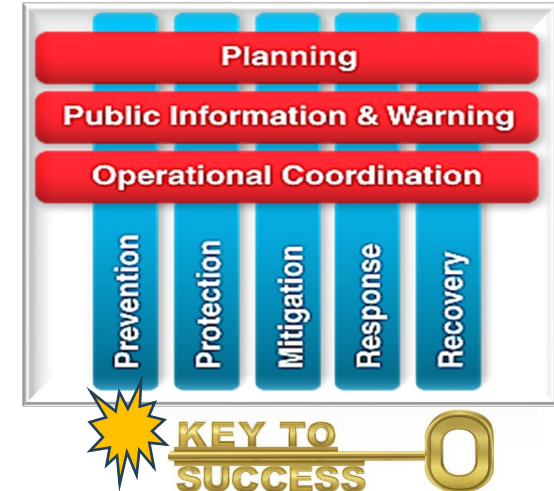 Planning
Public Information & Warning
Operational Coordination
Prevention
Protection
Mitigation
Response
Recovery
KEY TO
SUCCESS